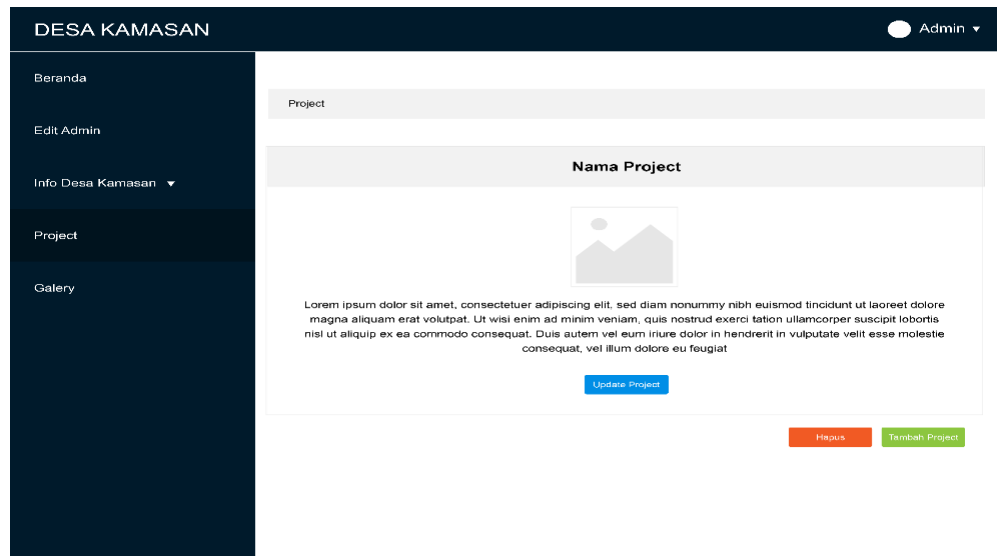 DESA KAMASAN
Admin
Beranda
Edit Admin
Info Desa Kamasan
Project
Galery
Project
Nama Project
Lorem ipsum dolor sit amet, consectetuer adipiscing elit, sed diam nonummy nibh euismod tincidunt ut laoreet dolore
magna aliquam erat volutpat. Ut wisi enim ad minim veniam, quis nostrud exerci tation ullamcorper suscipit lobortis
nisl ut aliquip ex ea commodo consequat. Duis autem vel eum iriure dolor in hendrerit in vulputate velit esse molestie
consequat, vel illum dolore eu feugiat
Update Project
Hapus
Tambah Project